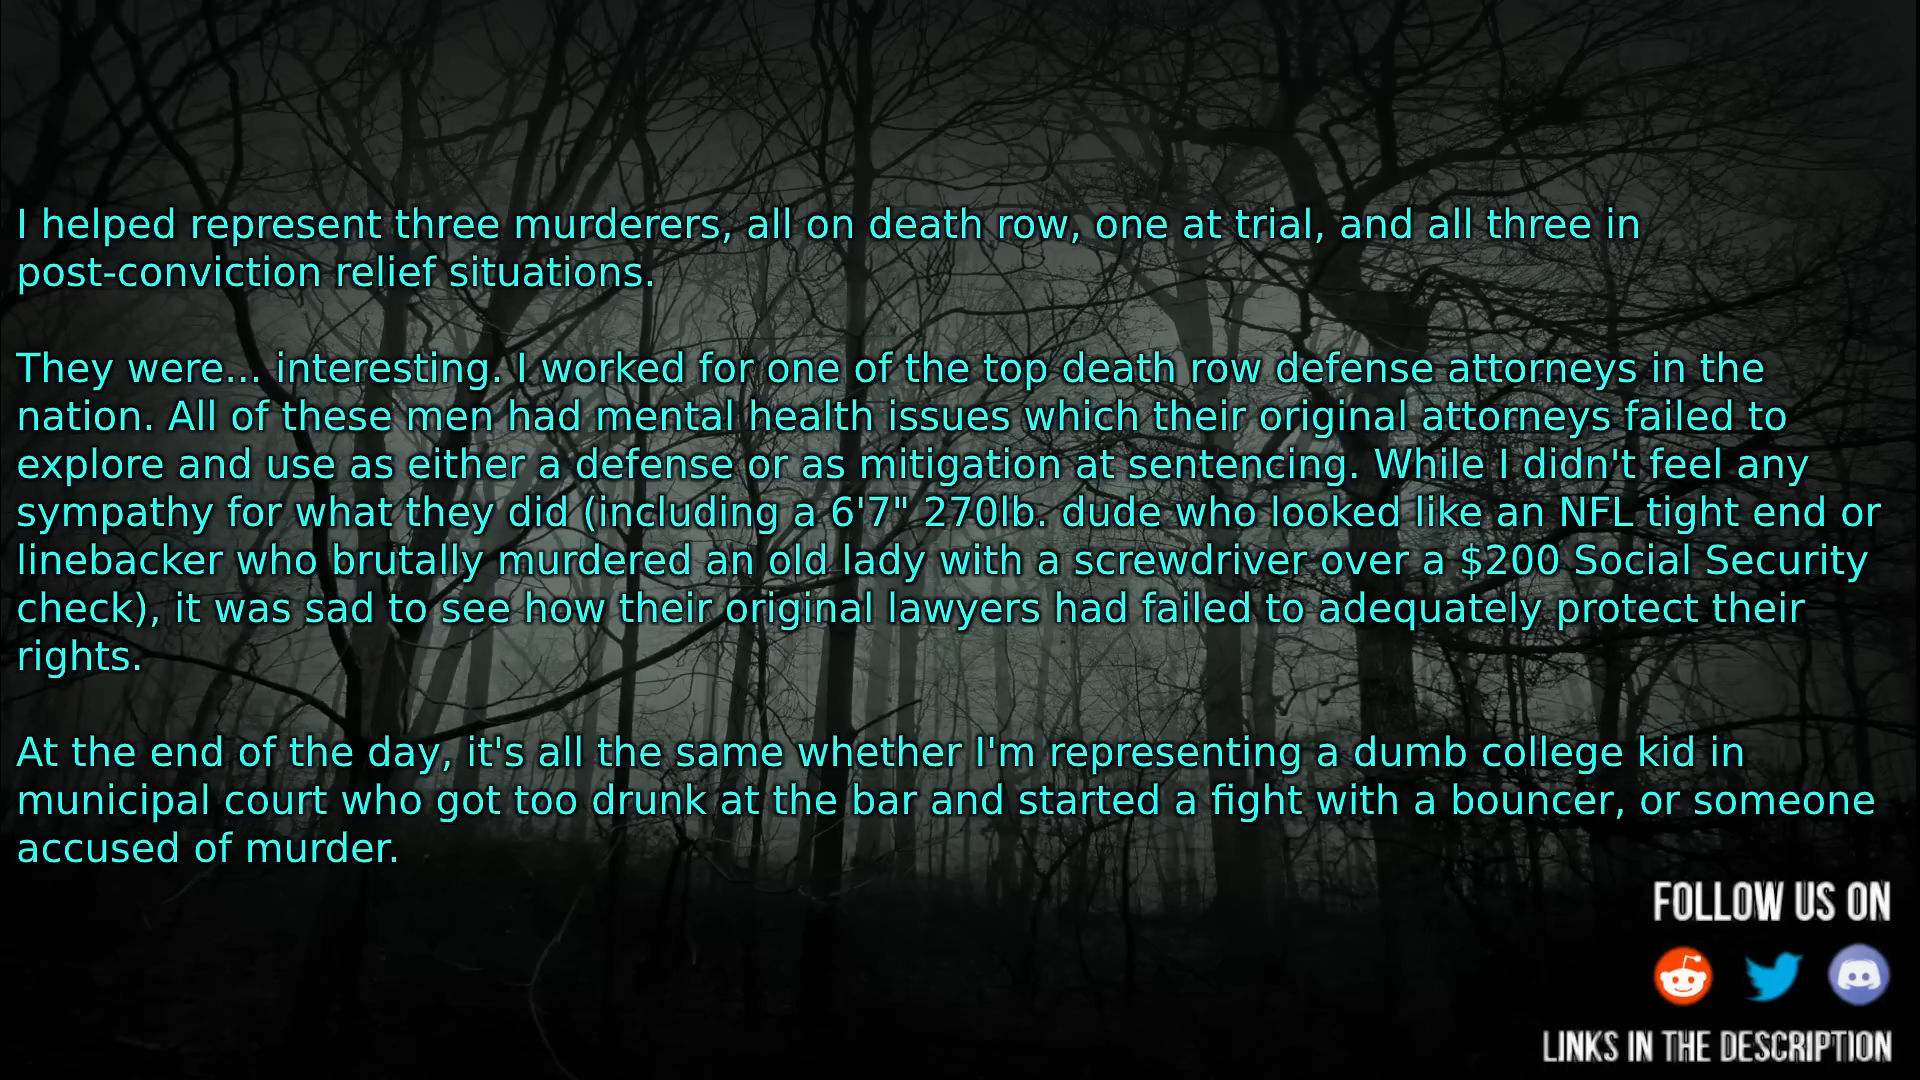 I helped represent three murderers, all on death row, one at trial, and all three in
post-conviction relief situations.
They were... interesting. I worked for one of the top death row defense attorneys in the
nation. All of these men had mental health issues which their original attorneys failed to
explore and use as either a defense or as mitigation at sentencing. While I didn't feel any
sympathy for what they did (including a 6'7" 270lb. dude who looked like an NFL tight end or
linebacker who brutally murdered an old lady with a screwdriver over a $200 Social Security
check), it was sad to see how their original lawyers had failed to adequately protect their
rights.
At the end of the day, it's all the same whether I'm representing a dumb college kid in
municipal court who got too drunk at the bar and started a fight with a bouncer, or someone
accused of murder.
FOLLOW US ON
LINKS IN THE DESCRIPTION